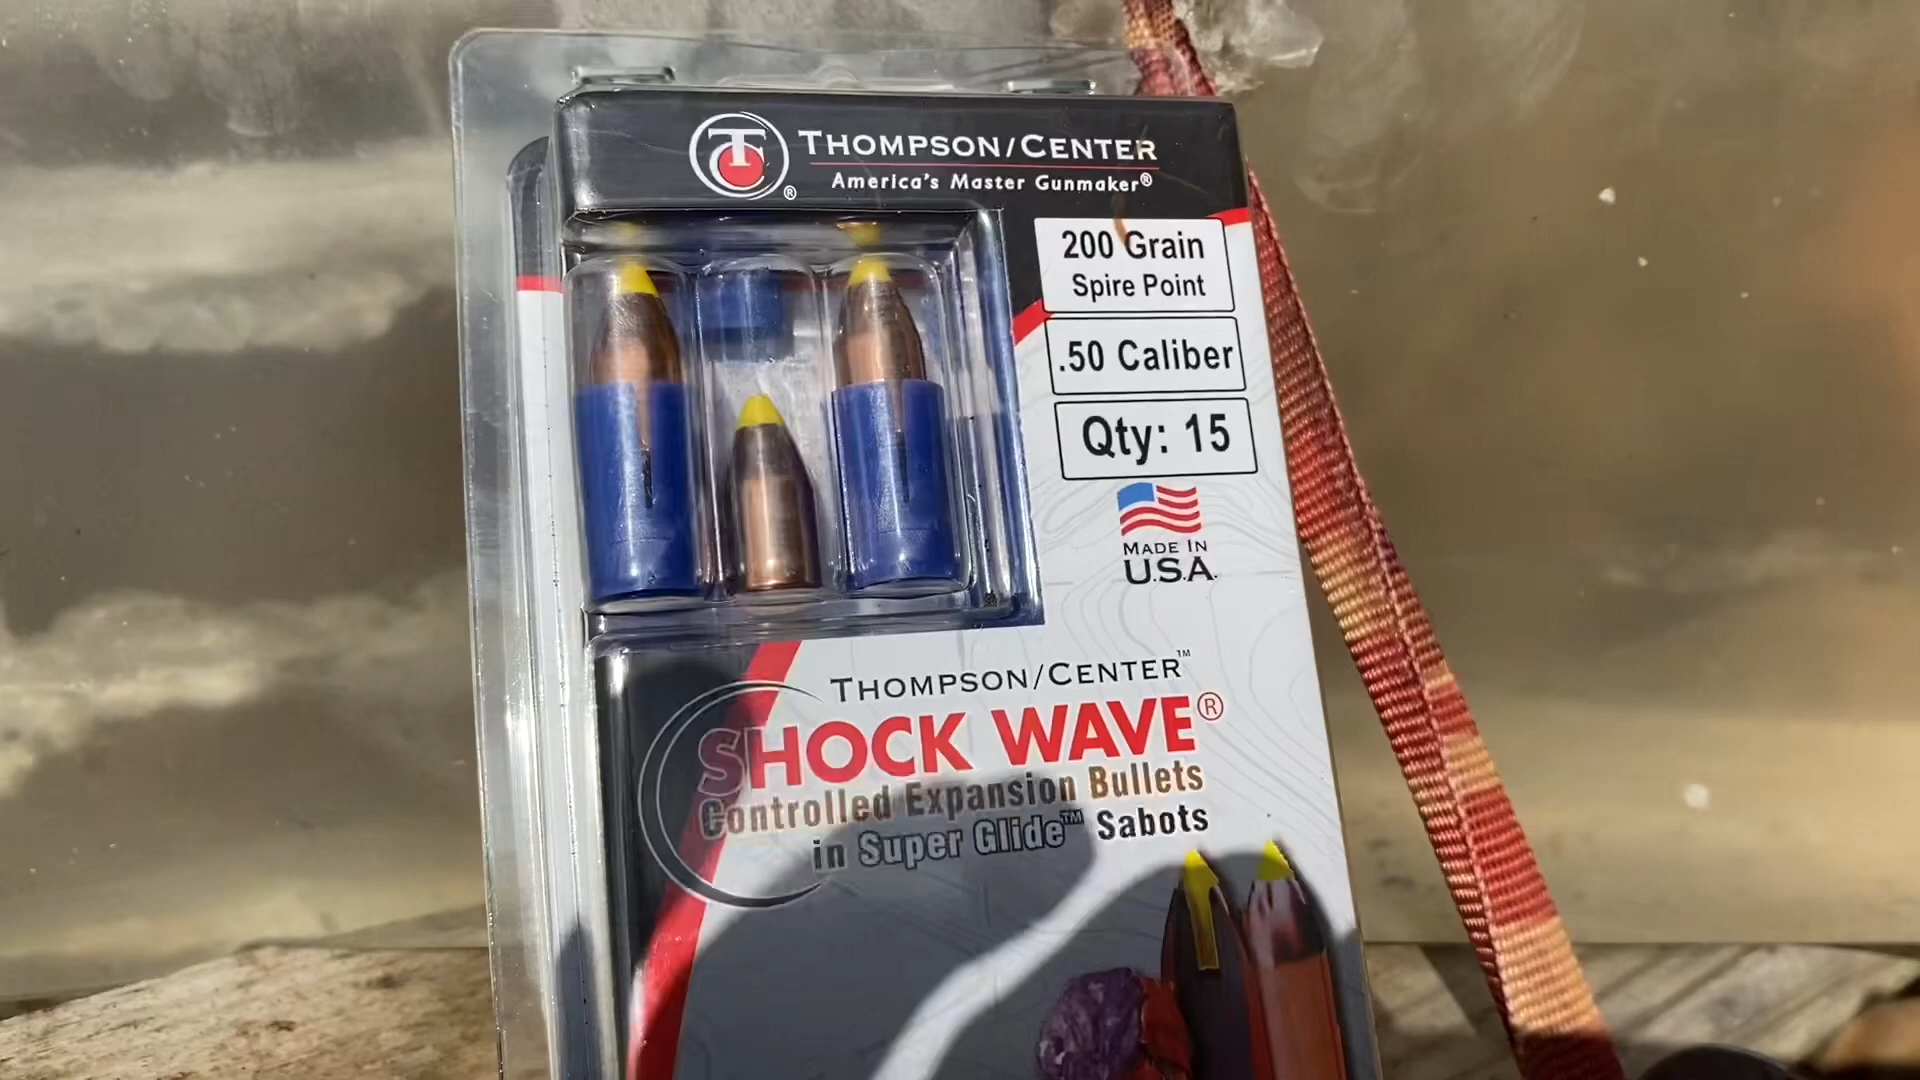 TC®
THOMPSON/CENTER
America's Master Gunmaker®
200 Grain
Spire Point
.50 Caliber
Qty: 15
MADE IN
U.S.A.
THOMPSON/CENTER™
SHOCK WAVE®
Controlled Expansion Bullets
in Super Glide™ Sabots